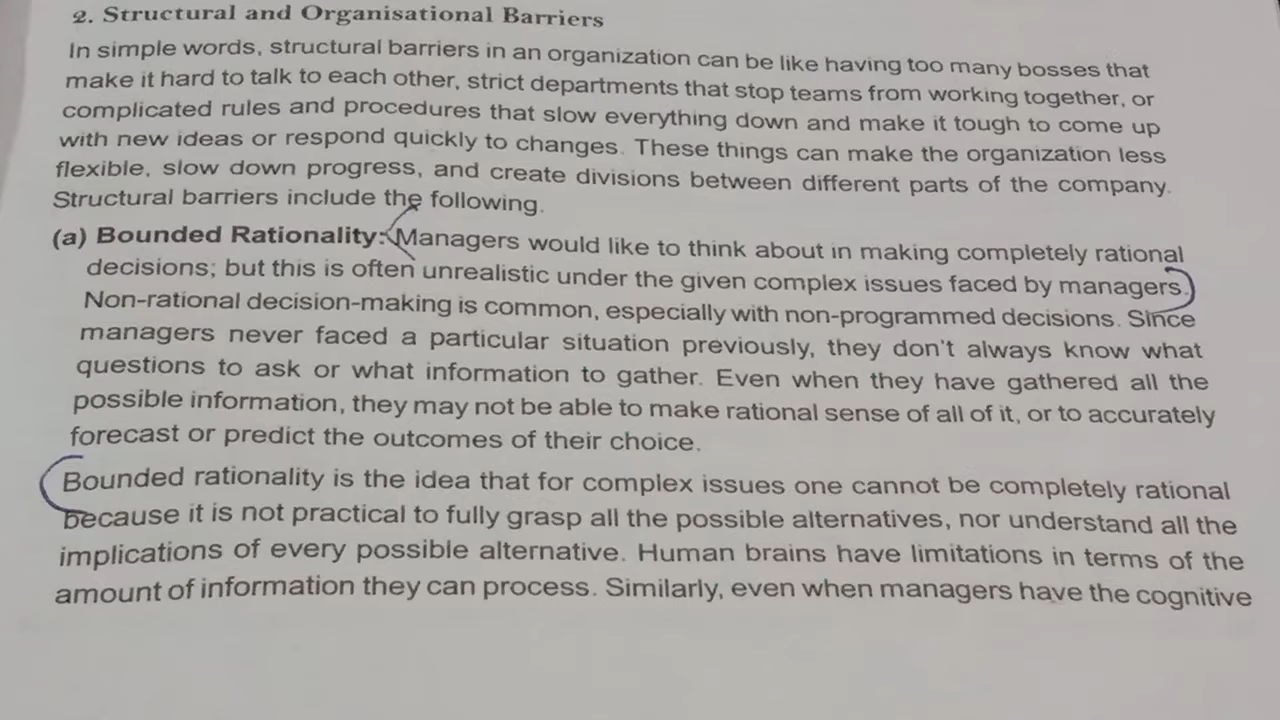 2. Structural and Organisational Barriers
In simple words, structural barriers in an organization can be like having too many bosses that
make it hard to talk to each other, strict departments that stop teams from working together, or
complicated rules and procedures that slow everything down and make it tough to come up
with new ideas or respond quickly to changes. These things can make the organization less
flexible, slow down progress, and create divisions between different parts of the company.
Structural barriers include the following.
(a) Bounded Rationality: Managers would like to think about in making completely rational
decisions; but this is often unrealistic under the given complex issues faced by managers.
Non-rational decision-making is common, especially with non-programmed decisions. Since
managers never faced a particular situation previously, they don't always know what
questions to ask or what information to gather. Even when they have gathered all the
possible information, they may not be able to make rational sense of all of it, or to accurately
forecast or predict the outcomes of their choice.
Bounded rationality is the idea that for complex issues one cannot be completely rational
because it is not practical to fully grasp all the possible alternatives, nor understand all the
implications of every possible alternative. Human brains have limitations in terms of the
amount of information they can process. Similarly, even when managers have the cognitive